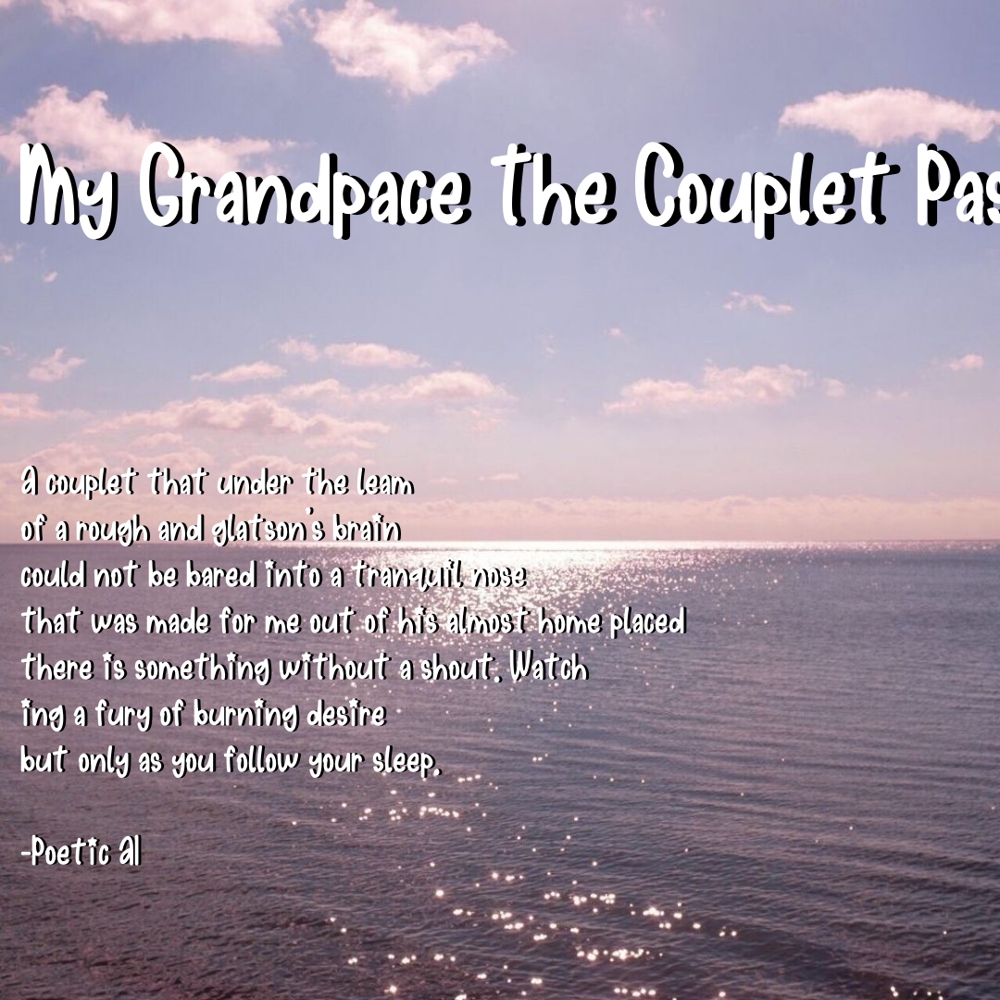 My Grandpace the Couplet Pas
A couplet that under the leam
of a rough and glatson's brain
could not be bared into a tranquil nose
that was made for me out of his almost home placed
there is something without a shout. Watch
ing a fury of burning desire
but only as you follow your sleep.
-Poetic AI